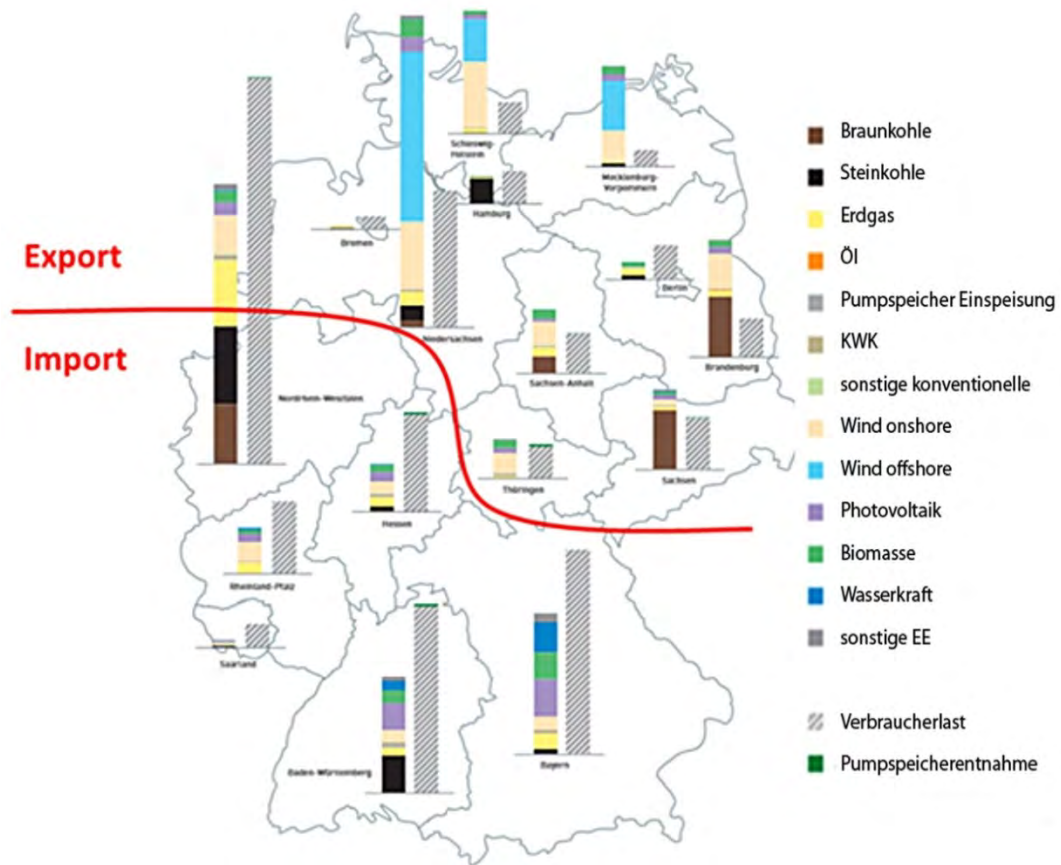 Schleswig-
Holstein
Mecklenburg-
Vorpommern
Hamburg
Bremen
Export
Berlin
Niedersachsen
Import
Brandenburg
Sachsen-Anhalt
Nordrhein-Westfalen
Sachsen
Thüringen
Hessen
Rheinland-Pfalz
Saarland
Baden-Württemberg
Bayern
Braunkohle
Steinkohle
Erdgas
Öl
Pumpspeicher Einspeisung
KWK
sonstige konventionelle
Wind onshore
Wind offshore
Photovoltaik
Biomasse
Wasserkraft
sonstige EE
Verbraucherlast
Pumpspeicherentnahme